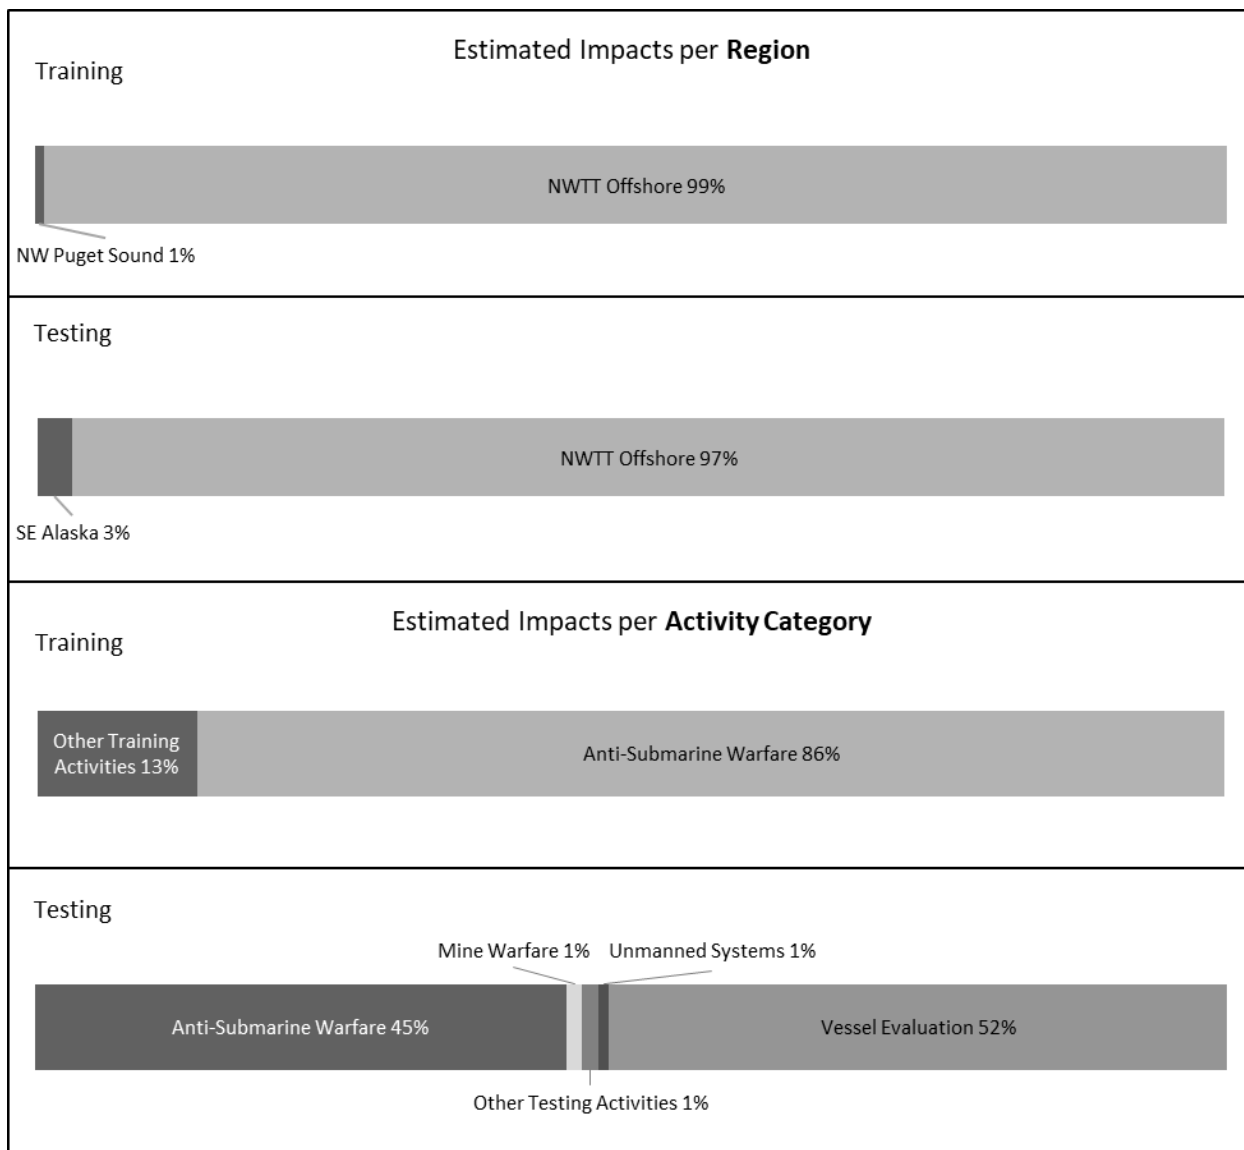 Estimated Impacts per Region
Training
NWTT Offshore 99%
NW Puget Sound 1%
Testing
NWTT Offshore 97%
SE Alaska 3%
Estimated Impacts per Activity Category
Training
Other Training
Activities 13%
Anti-Submarine Warfare 86%
Testing
Mine Warfare 1%
Unmanned Systems 1%
Anti-Submarine Warfare 45%
Vessel Evaluation 52%
Other Testing Activities 1%